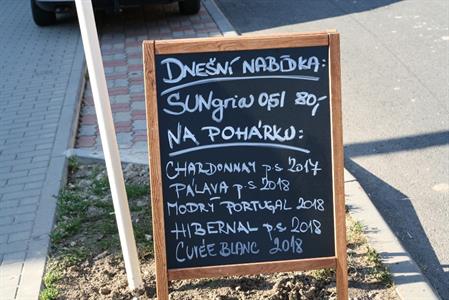 DNEŠNÍ NABÍDKA:
SUNgria 0,5l 80,-
NA POHÁRKU:
CHARDONNAY p.s 2017
PÁLAVA p.s 2018
MODRÝ PORTUGAL 2018
HIBERNAL p.s 2018
CUVÉE BLANC 2018